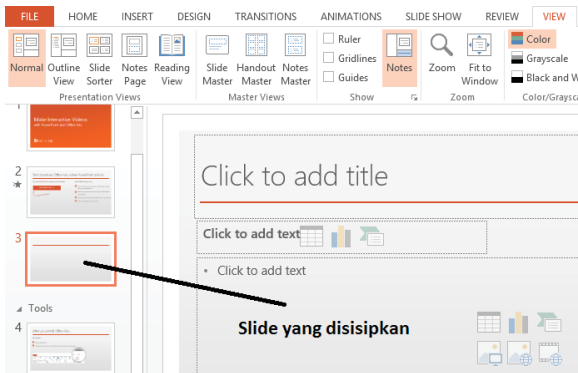 FILE HOME INSERT DESIGN TRANSITIONS ANIMATIONS SLIDE SHOW REVIEW VIEW
Normal Outline View Slide Sorter Notes Page Reading View
Presentation Views
Slide Master Handout Master Notes Master
Master Views
Ruler
Gridlines
Guides
Show
Notes
Zoom Fit to Window
Zoom
Color
Grayscale
Black and W
Color/Graysca
1
2
3
Tools
4
Click to add title
Click to add text
• Click to add text
Slide yang disisipkan